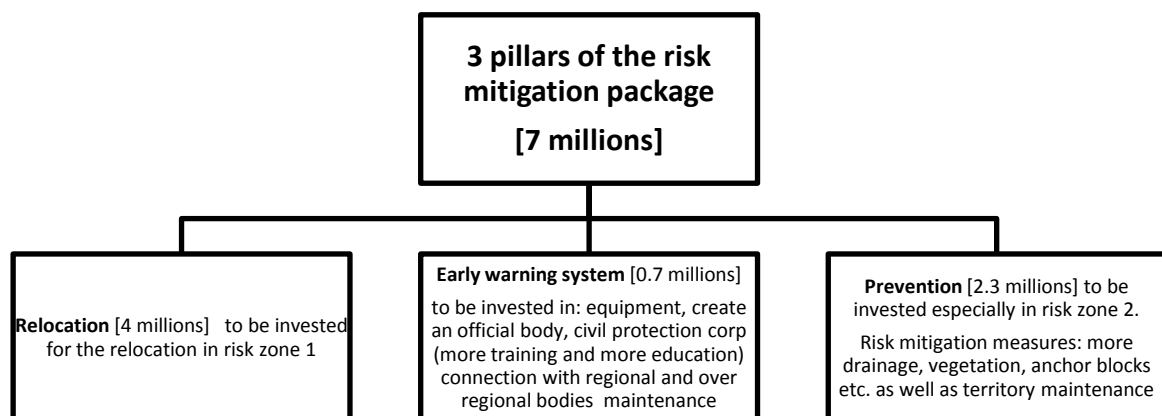 3 pillars of the risk
mitigation package
[7 millions]
Relocation [4 millions] to be invested
for the relocation in risk zone 1
Early warning system [0.7 millions]
to be invested in: equipment, create
an official body, civil protection corp
(more training and more education)
connection with regional and over
regional bodies maintenance
Prevention [2.3 millions] to be
invested especially in risk zone 2.
Risk mitigation measures: more
drainage, vegetation, anchor blocks
etc. as well as territory maintenance